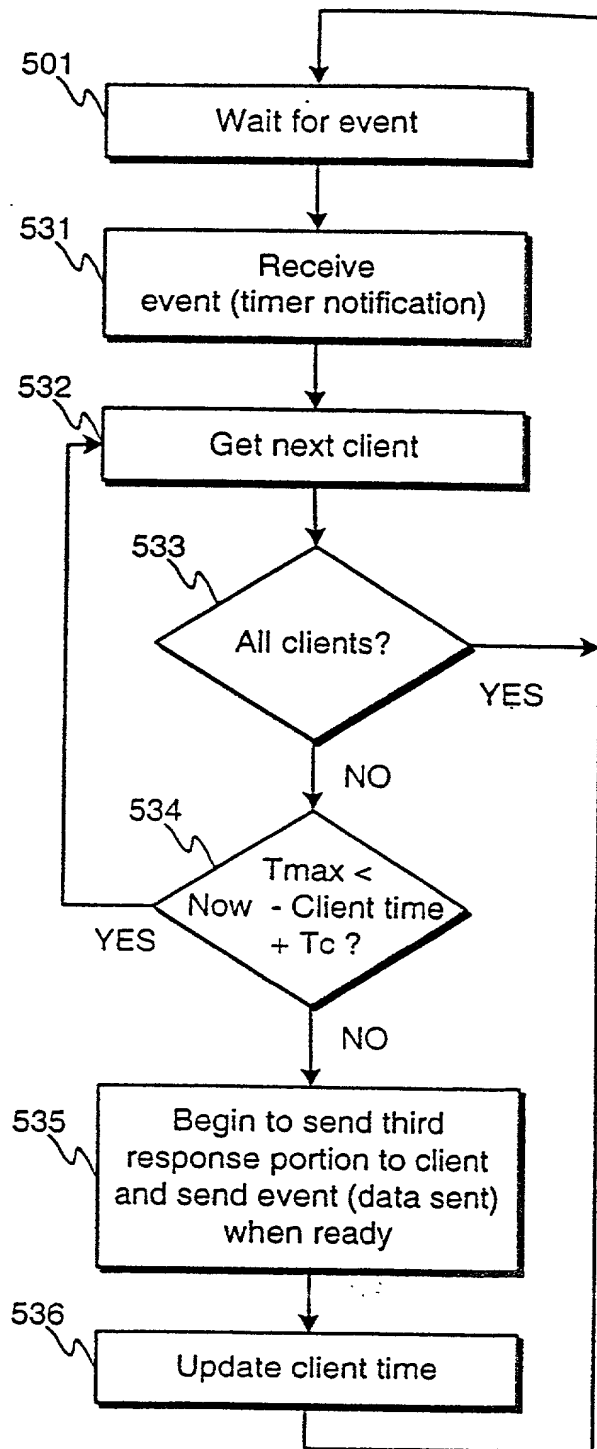 501
Wait for event
531
Receive
event (timer notification)
532
Get next client
533
All clients?
YES
NO
534
Tmax <
Now - Client time
+ Tc ?
YES
NO
535
Begin to send third
response portion to client
and send event (data sent)
when ready
536
Update client time